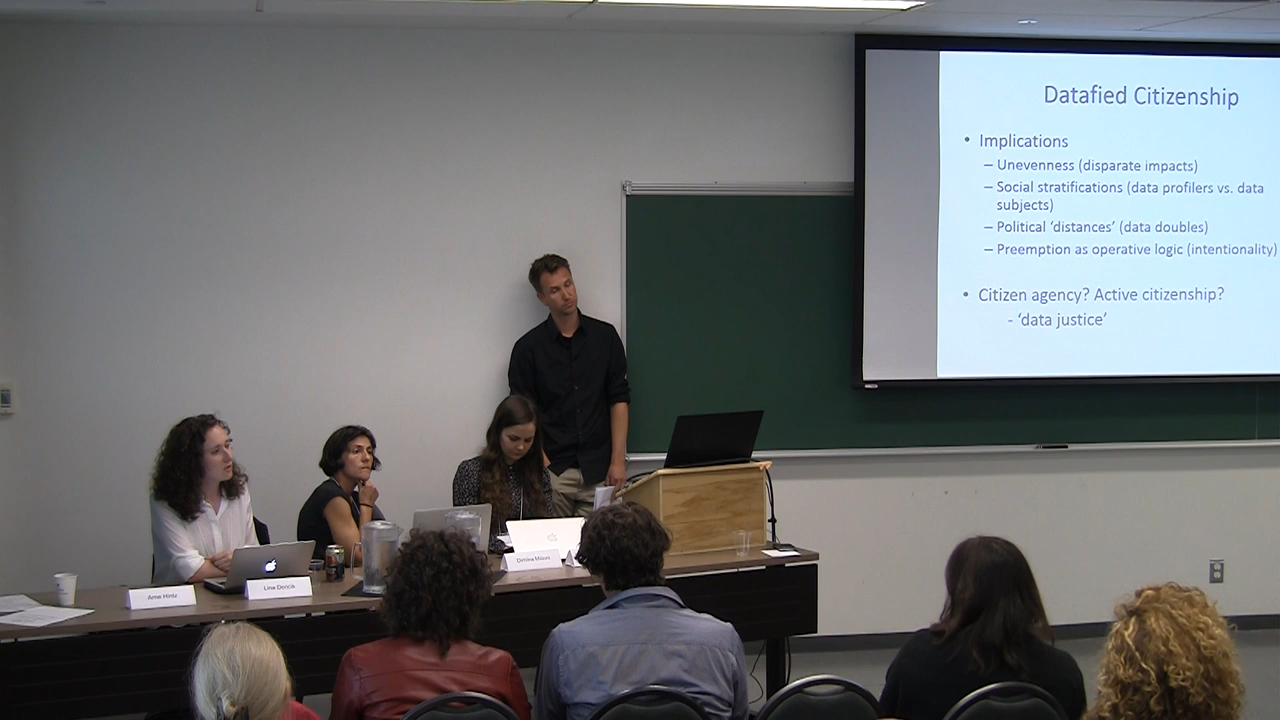 Datafied Citizenship
• Implications
– Unevenness (disparate impacts)
– Social stratifications (data profilers vs. data
subjects)
– Political 'distances' (data doubles)
– Preemption as operative logic (intentionality)
• Citizen agency? Active citizenship?
- 'data justice'
Arne Hintz
Lina Dencik